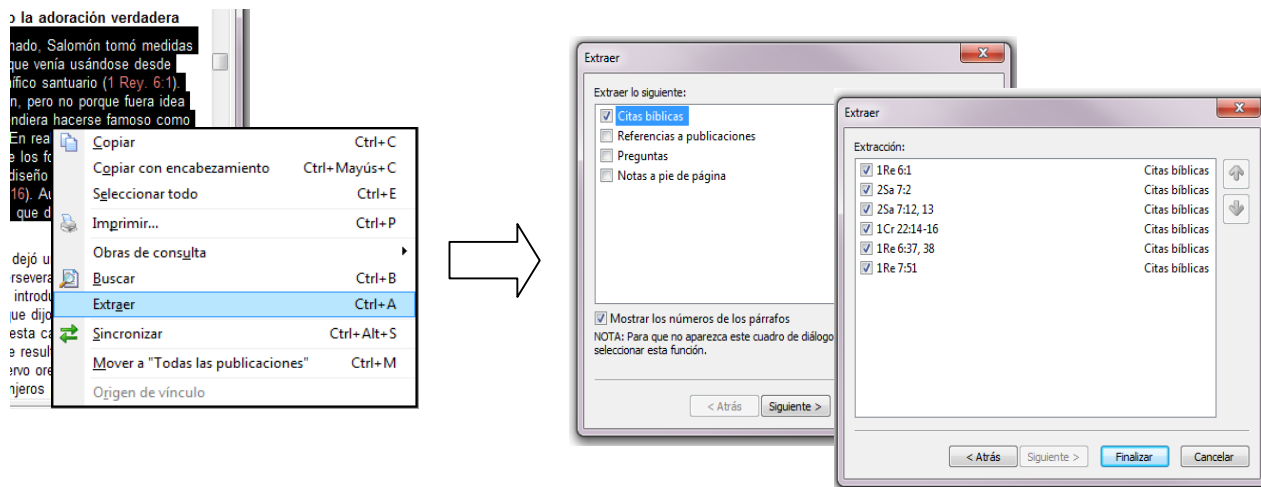 o la adoración verdadera
nado, Salomón tomó medidas
que venía usándose desde
nífico santuario (1 Rey. 6:1).
n, pero no porque fuera idea
endiera hacerse famoso como
En rea
e los fo
diseño
16). Au
que d
dejó u
rsevera
introdu
que dijo
esta ca
e resul
ervo ore
njeros
Copiar Ctrl+C
Copiar con encabezamiento Ctrl+Mayús+C
Seleccionar todo Ctrl+E
Imprimir... Ctrl+P
Obras de consulta
Buscar Ctrl+B
Extraer Ctrl+A
Sincronizar Ctrl+Alt+S
Mover a "Todas las publicaciones" Ctrl+M
Origen de vínculo
Extraer
Extraer lo siguiente:
Citas bíblicas
Referencias a publicaciones
Preguntas
Notas a pie de página
Mostrar los números de los párrafos
NOTA: Para que no aparezca este cuadro de diálogo
seleccionar esta función.
< Atrás Siguiente >
Extraer
Extracción:
1Re 6:1 Citas bíblicas
2Sa 7:2 Citas bíblicas
2Sa 7:12, 13 Citas bíblicas
1Cr 22:14-16 Citas bíblicas
1Re 6:37, 38 Citas bíblicas
1Re 7:51 Citas bíblicas
< Atrás Siguiente > Finalizar Cancelar